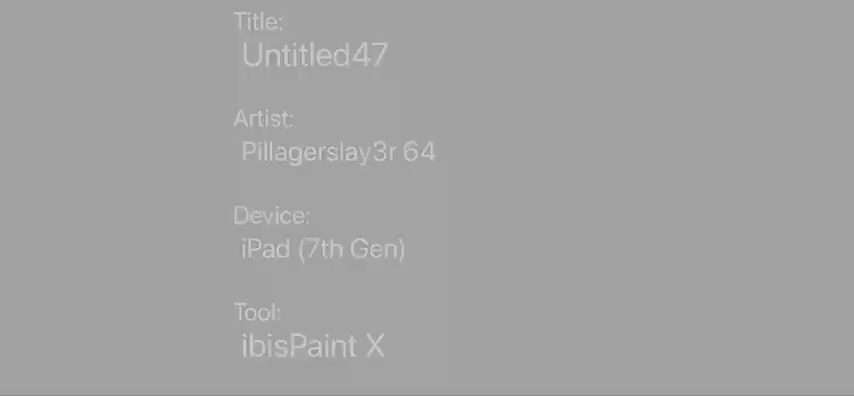 Title:
Untitled47
Artist:
Pillagerslay3r 64
Device:
iPad (7th Gen)
Tool:
ibisPaint X